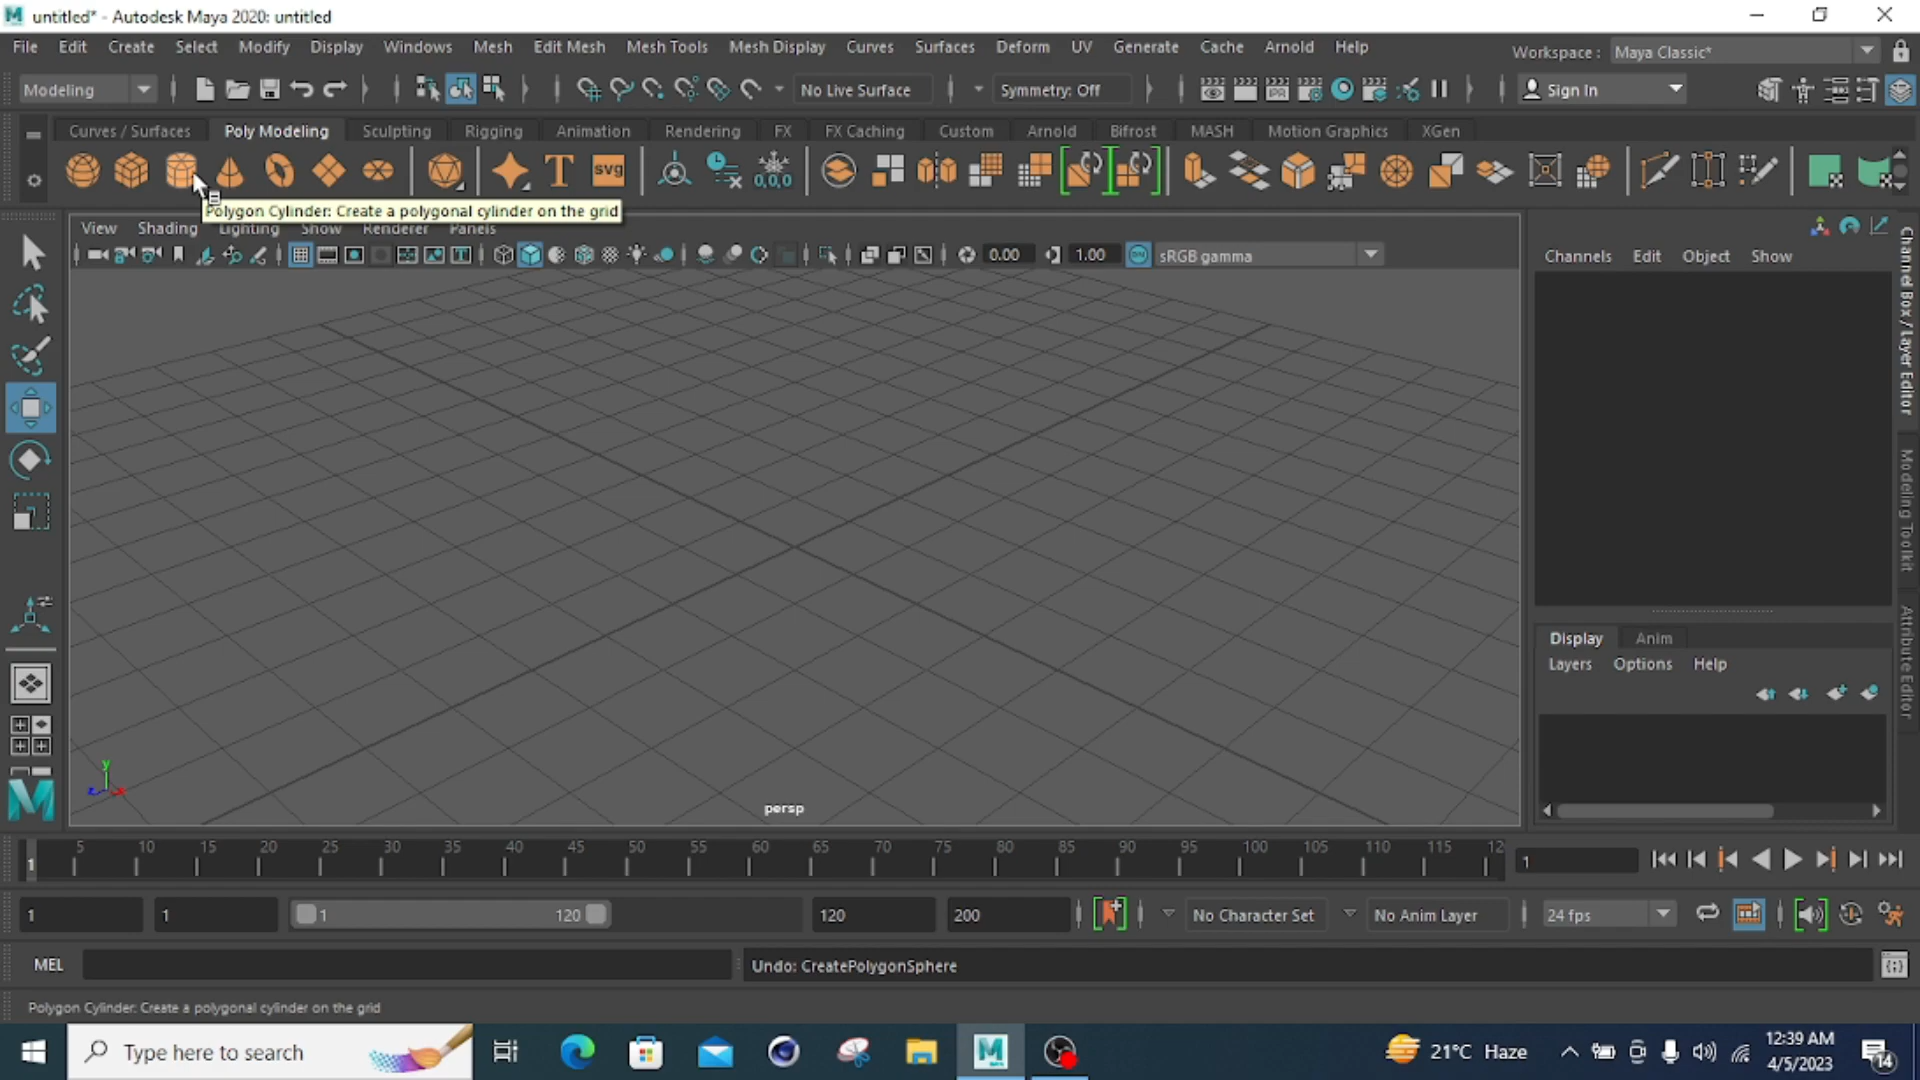 untitled* - Autodesk Maya 2020: untitled
File Edit Create Select Modify Display Windows Mesh Edit Mesh Mesh Tools Mesh Display Curves Surfaces Deform UV Generate Cache Arnold Help
Workspace : Maya Classic*
Modeling No Live Surface Symmetry: Off Sign In
Curves / Surfaces Poly Modeling Sculpting Rigging Animation Rendering FX FX Caching Custom Arnold Bifrost MASH Motion Graphics XGen
T svg 0,0,0
Polygon Cylinder: Create a polygonal cylinder on the grid
View Shading Lighting Show Renderer Panels
0.00 1.00 ON sRGB gamma
Channels Edit Object Show
Channel Box / Layer Editor
Modeling Toolkit
Attribute Editor
Display Anim
Layers Options Help
y
z x
persp
1 5 10 15 20 25 30 35 40 45 50 55 60 65 70 75 80 85 90 95 100 105 110 115 12
1
1 1 1 120 120 200 No Character Set No Anim Layer 24 fps
MEL Undo: CreatePolygonSphere
Polygon Cylinder: Create a polygonal cylinder on the grid
Type here to search
21°C Haze
12:39 AM
4/5/2023
14